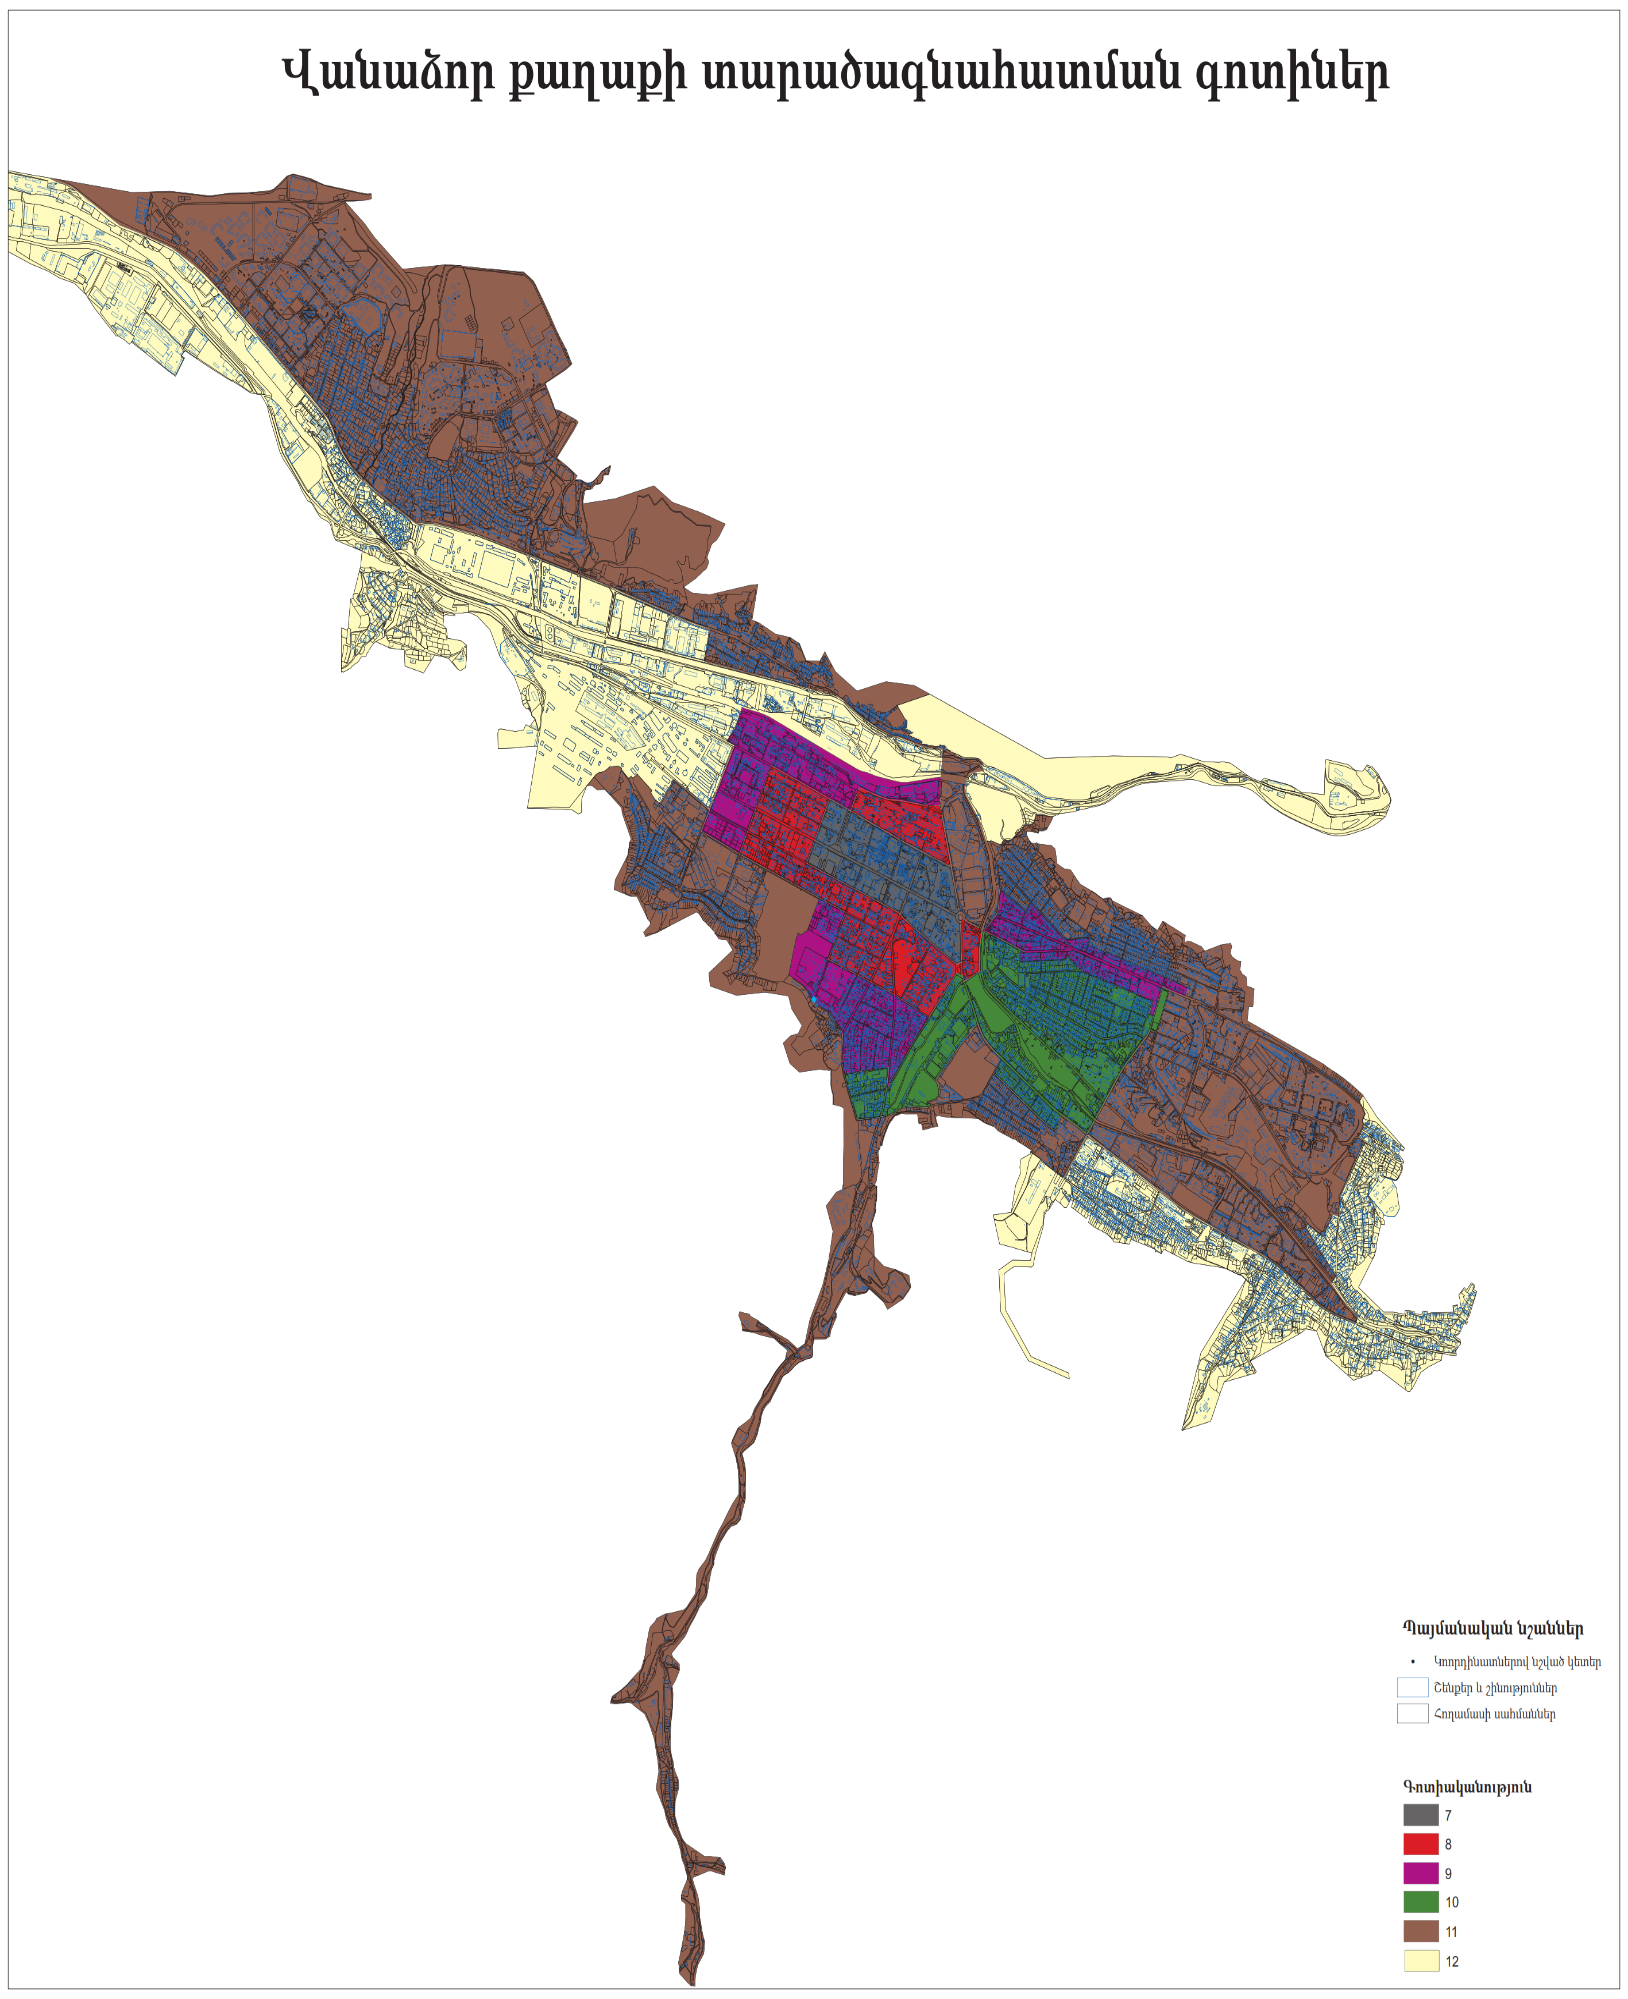 Վանաձոր քաղաքի տարածագնահատման գոտիներ
Պայմանական նշաններ
Կոորդինատներով նշված կետեր
Շենքեր և շինություններ
Հողամասի սահմաններ
Գոտիականություն
7
8
9
10
11
12